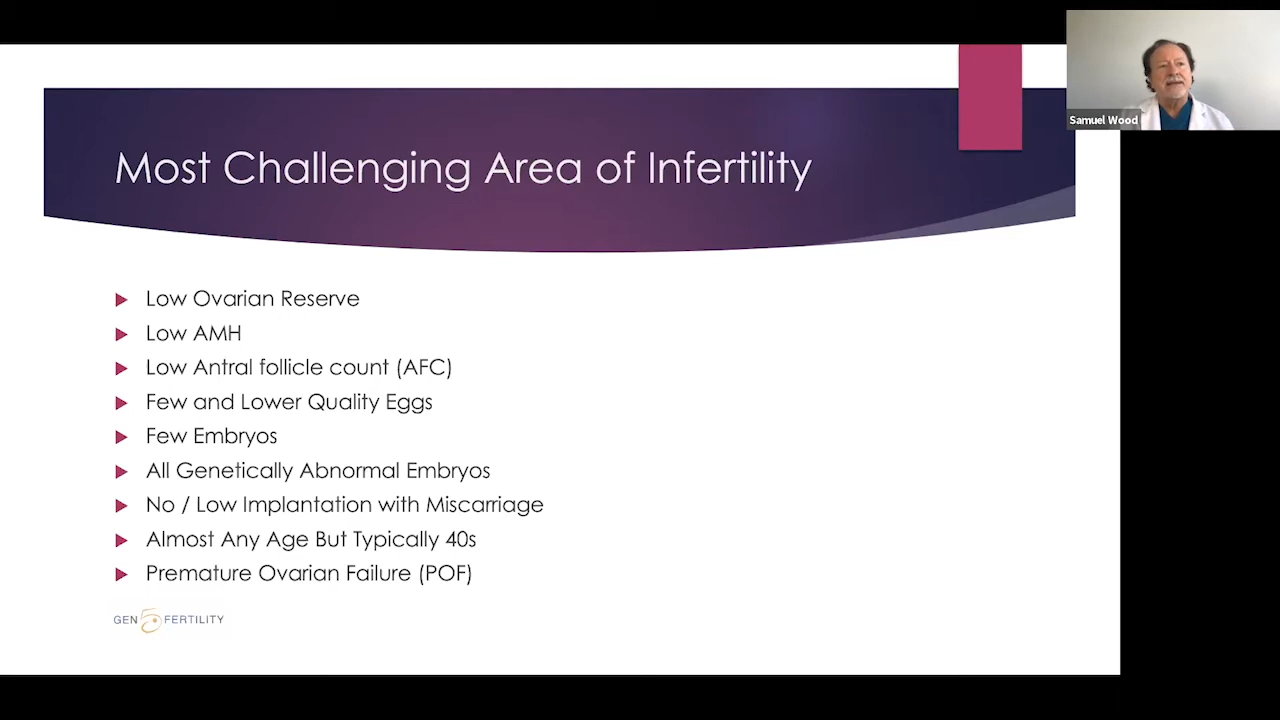 Samuel Wood
Most Challenging Area of Infertility
Low Ovarian Reserve
Low AMH
Low Antral follicle count (AFC)
Few and Lower Quality Eggs
Few Embryos
All Genetically Abnormal Embryos
No / Low Implantation with Miscarriage
Almost Any Age But Typically 40s
Premature Ovarian Failure (POF)
GEN 5 FERTILITY